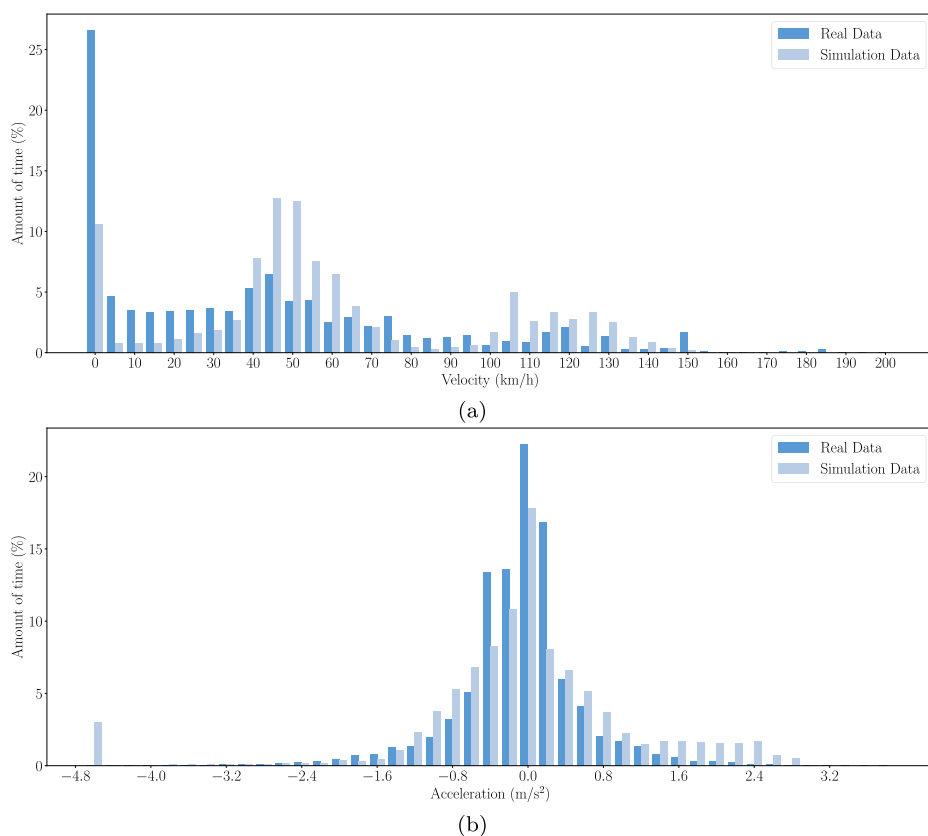 Real Data
Simulation Data
25
20
15
10
5
0
Amount of time (%)
0 10 20 30 40 50 60 70 80 90 100 110 120 130 140 150 160 170 180 190 200
Velocity (km/h)
(a)
Real Data
Simulation Data
20
15
10
5
0
Amount of time (%)
−4.8 −4.0 −3.2 −2.4 −1.6 −0.8 0.0 0.8 1.6 2.4 3.2
Acceleration (m/s²)
(b)